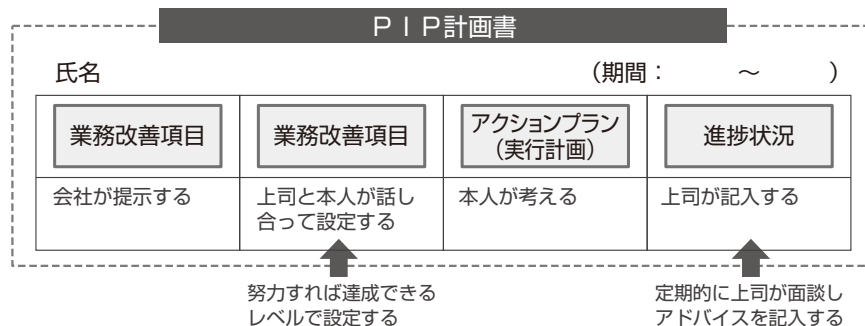 PIP計画書
氏名
(期間: ～ )
業務改善項目
業務改善項目
アクションプラン
(実行計画)
進捗状況
会社が提示する
上司と本人が話し
合って設定する
本人が考える
上司が記入する
努力すれば達成できる
レベルで設定する
定期的に上司が面談し
アドバイスを記入する